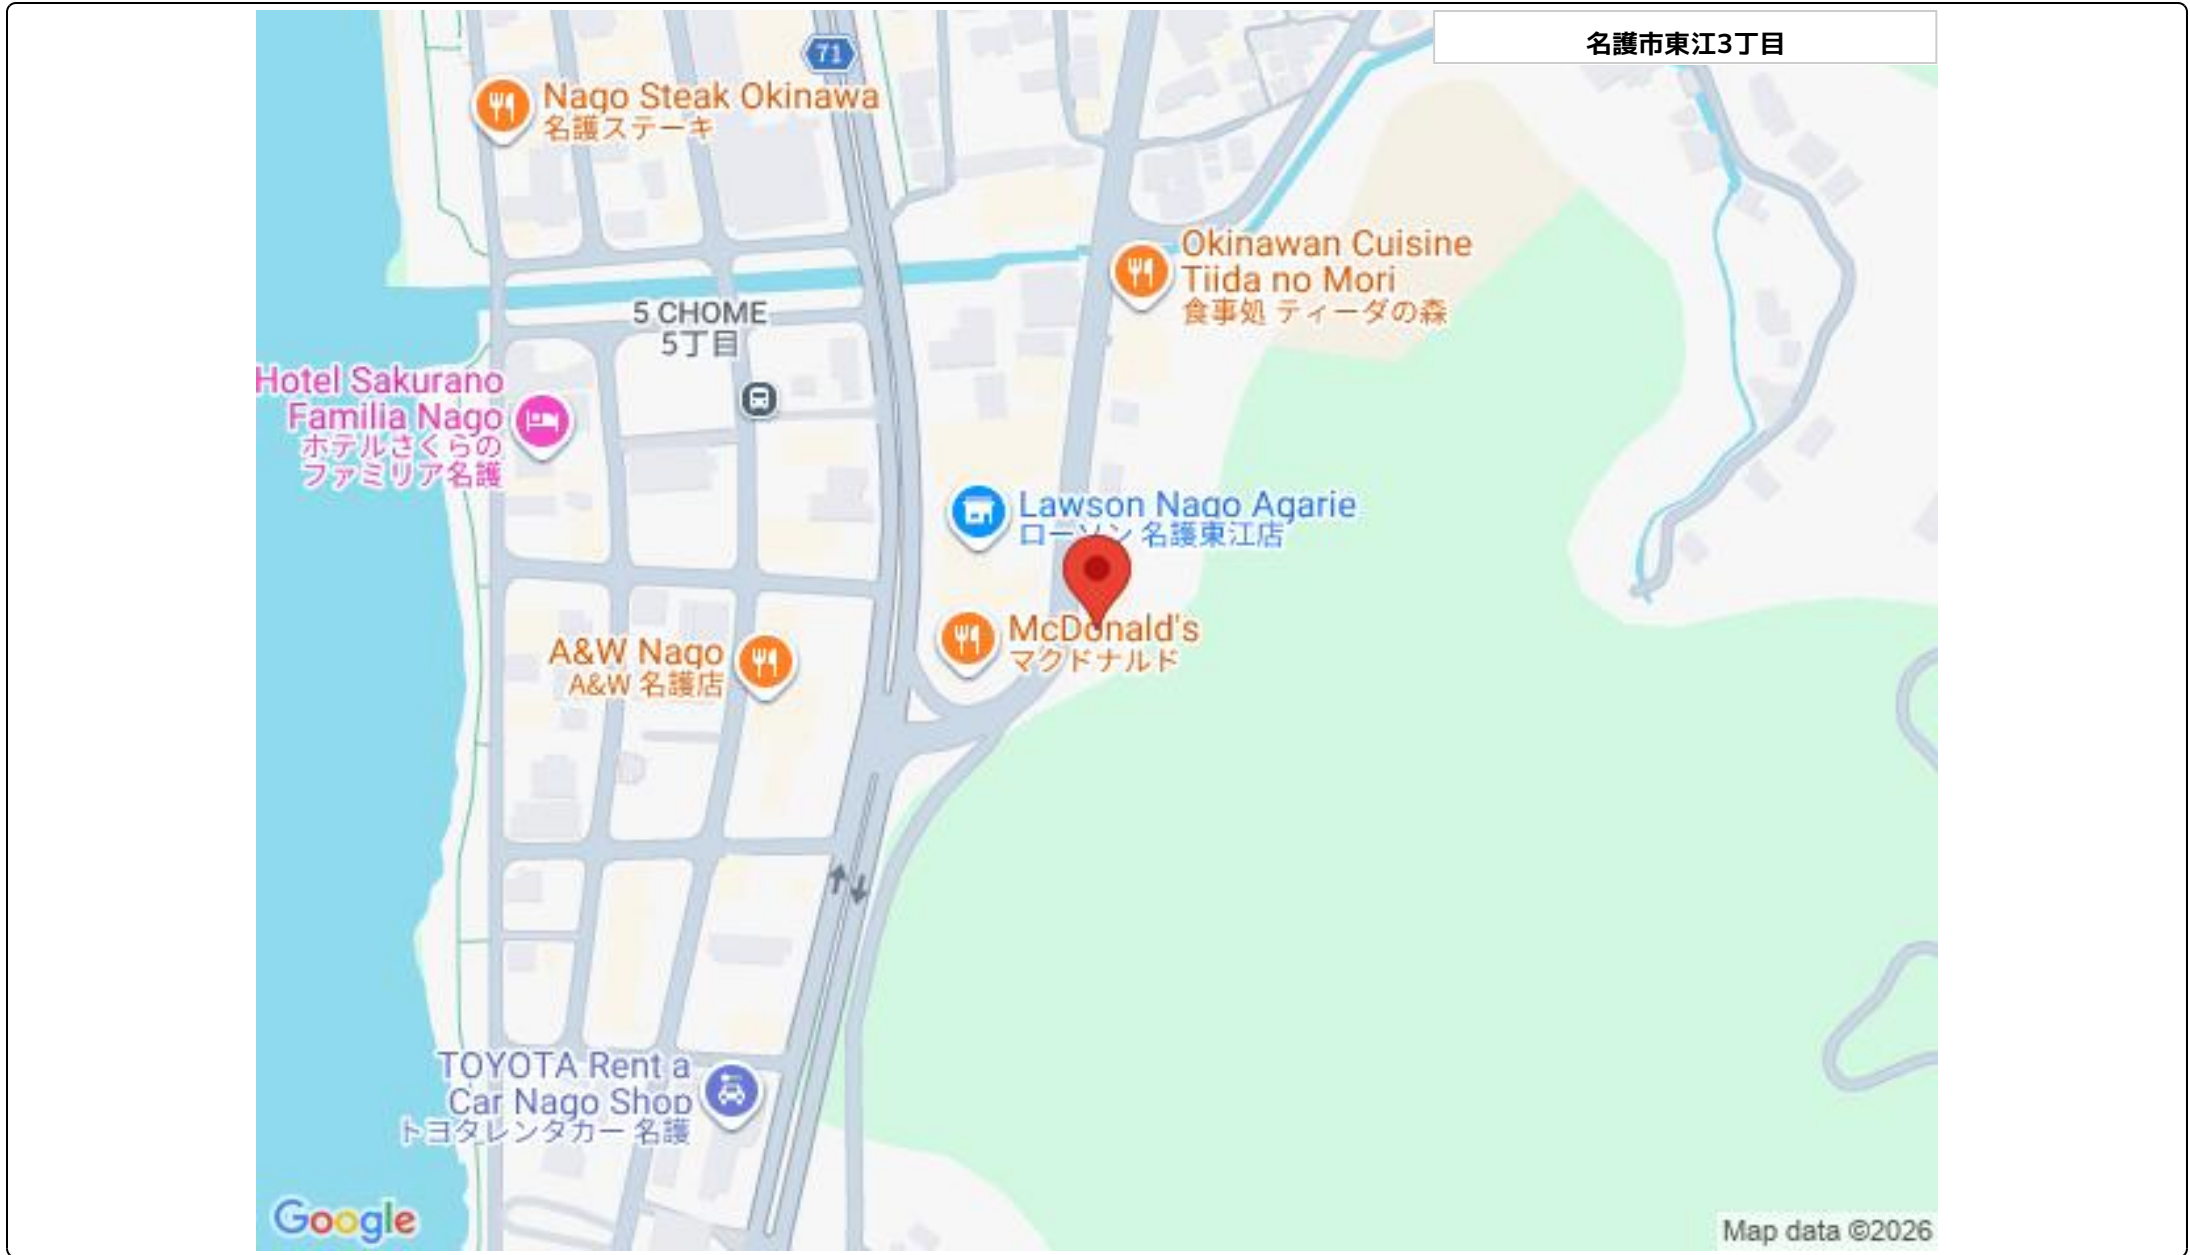 名護市東江3丁目
71
Nago Steak Okinawa
名護ステーキ
Okinawan Cuisine
Tiida no Mori
食事処 ティーダの森
5 CHOME
5丁目
Hotel Sakurano
Familia Nago
ホテルさくらの
ファミリア名護
Lawson Nago Agarie
ローソン 名護東江店
McDonald's
マクドナルド
A&W Nago
A&W 名護店
TOYOTA Rent a
Car Nago Shop
トヨタレンタカー 名護
Google
Map data ©2026